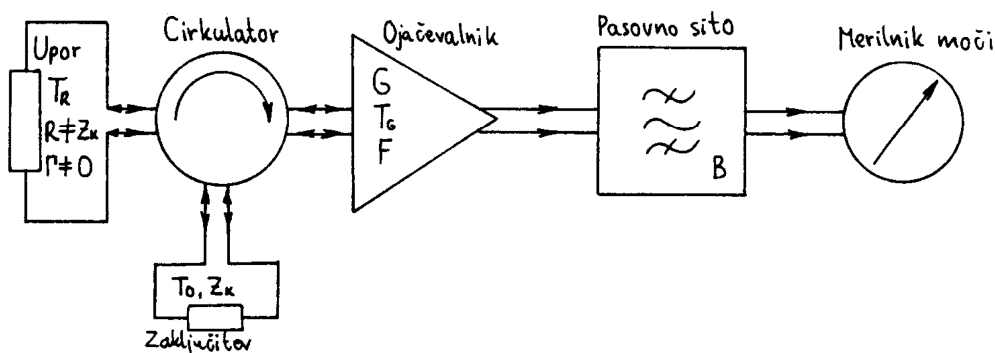 Upor
T_R
R≠Z_K
Γ≠0
Cirkulator
Ojačevalnik
G
T_G
F
Pasovno sito
B
Merilnik moči
T_0, Z_K
Zaključitev